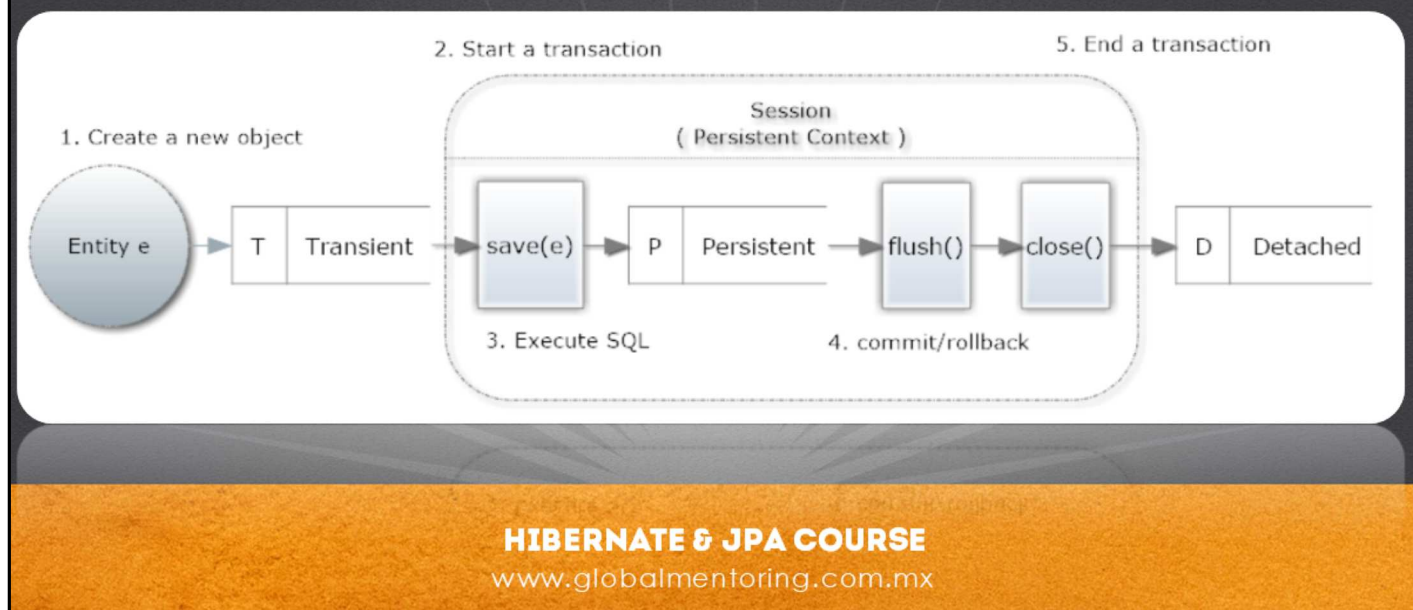 2. Start a transaction
5. End a transaction
Session
( Persistent Context )
1. Create a new object
Entity e
T
Transient
save(e)
P
Persistent
flush()
close()
D
Detached
3. Execute SQL
4. commit/rollback
HIBERNATE & JPA COURSE
www.globalmentoring.com.mx